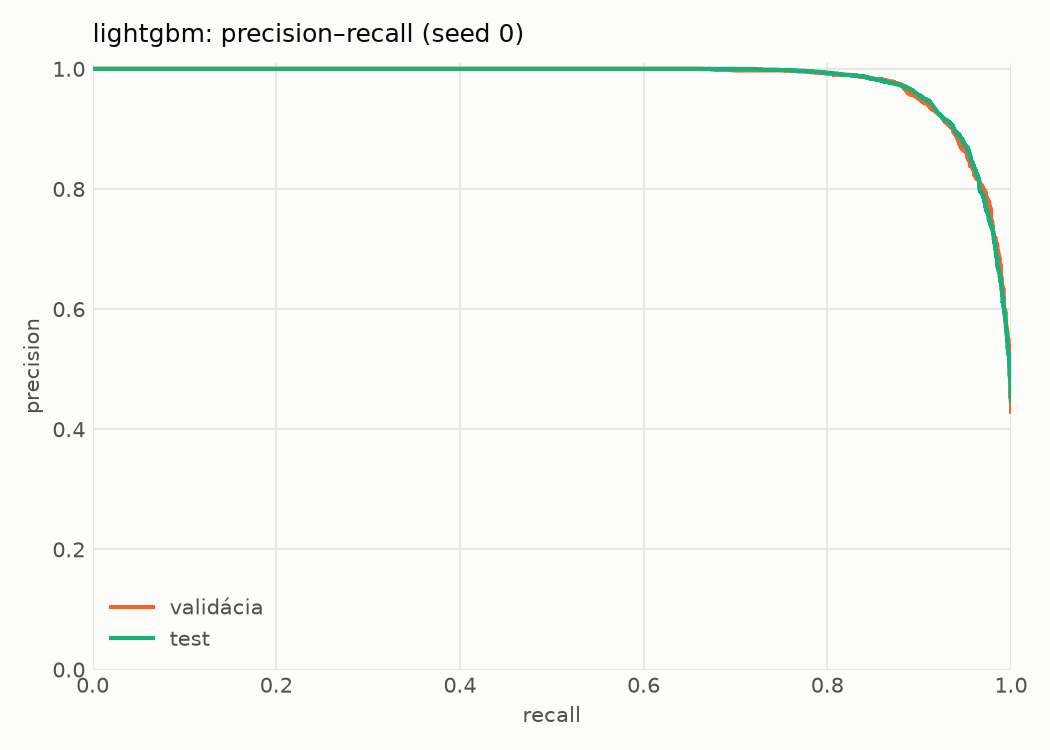 lightgbm: precision–recall (seed 0)
precision
1.0
0.8
0.6
0.4
0.2
0.0
validácia
test
0.0 0.2 0.4 0.6 0.8 1.0
recall